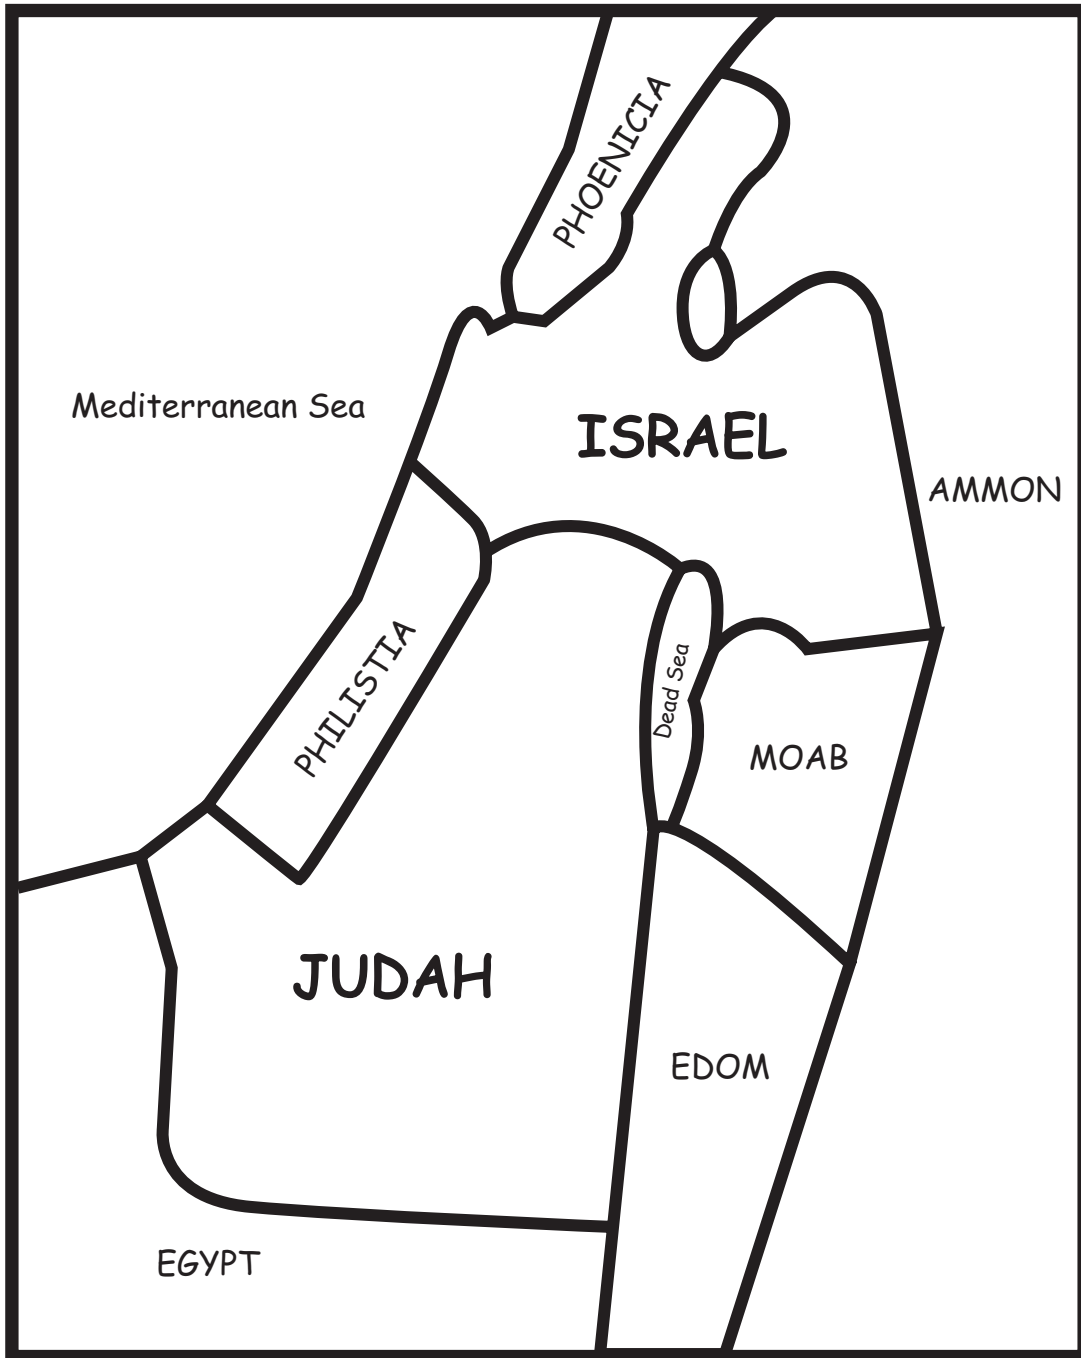 PHOENICIA
Mediterranean Sea
ISRAEL
AMMON
PHILISTIA
Dead Sea
MOAB
JUDAH
EDOM
EGYPT